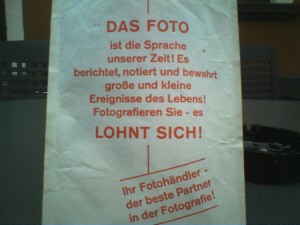 DAS FOTO
ist die Sprache
unserer Zeit! Es
berichtet, notiert und bewahrt
große und kleine
Ereignisse des Lebens!
Fotografieren Sie - es
LOHNT SICH!
Ihr Fotohändler -
der beste Partner
in der Fotografie!